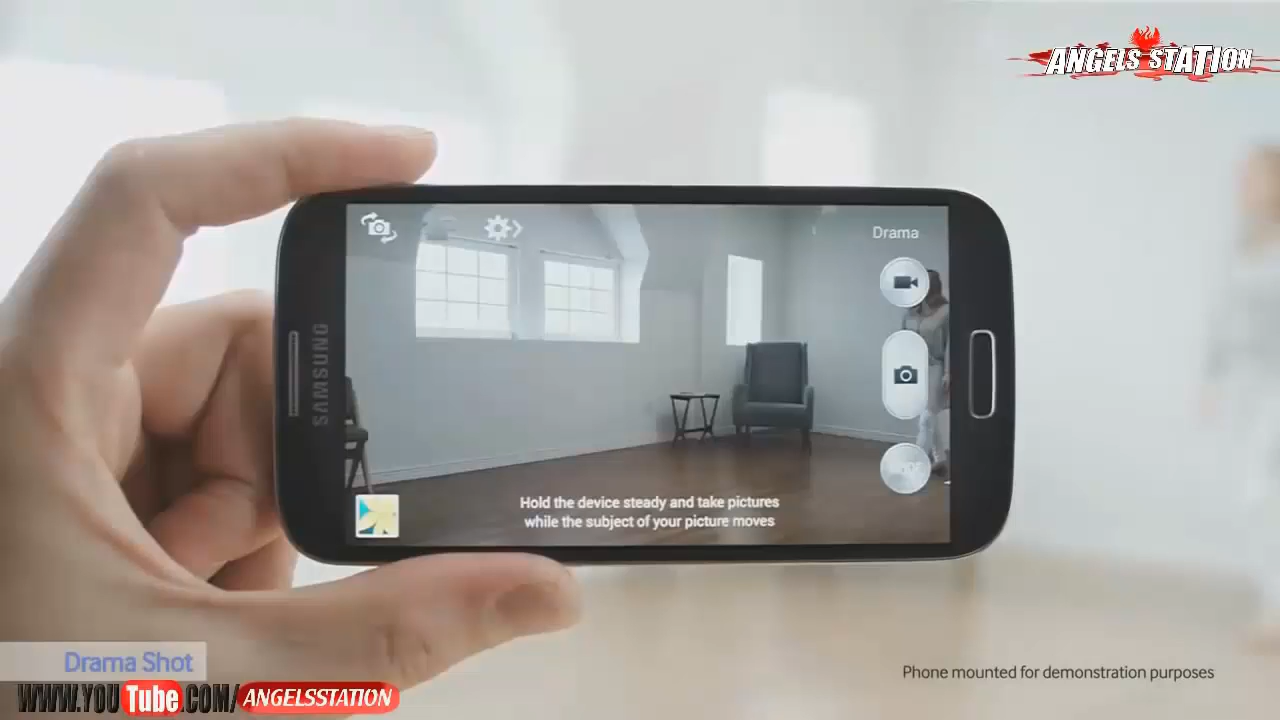 ANGELS STATION
Drama
SAMSUNG
Hold the device steady and take pictures
while the subject of your picture moves
Drama Shot
Phone mounted for demonstration purposes
WWW.YOUTube.COM/ANGELSSTATION